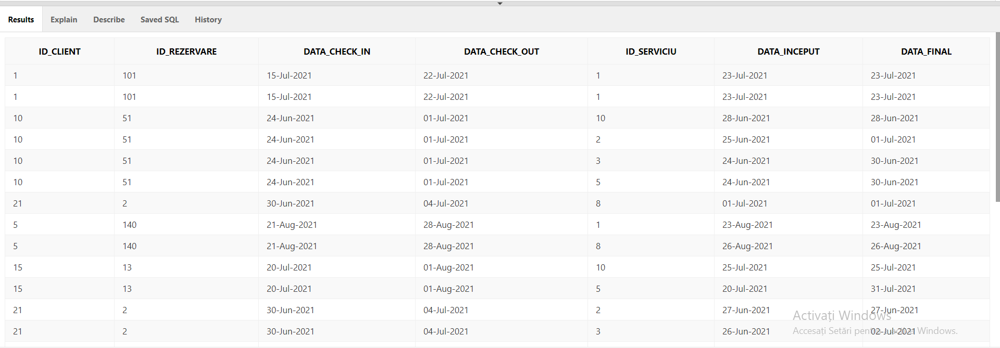 Results Explain Describe Saved SQL History
ID_CLIENT ID_REZERVARE DATA_CHECK_IN DATA_CHECK_OUT ID_SERVICIU DATA_INCEPUT DATA_FINAL
1 101 15-Jul-2021 22-Jul-2021 1 23-Jul-2021 23-Jul-2021
1 101 15-Jul-2021 22-Jul-2021 1 23-Jul-2021 23-Jul-2021
10 51 24-Jun-2021 01-Jul-2021 10 28-Jun-2021 28-Jun-2021
10 51 24-Jun-2021 01-Jul-2021 2 25-Jun-2021 01-Jul-2021
10 51 24-Jun-2021 01-Jul-2021 3 24-Jun-2021 30-Jun-2021
10 51 24-Jun-2021 01-Jul-2021 5 24-Jun-2021 30-Jun-2021
21 2 30-Jun-2021 04-Jul-2021 8 01-Jul-2021 01-Jul-2021
5 140 21-Aug-2021 28-Aug-2021 1 23-Aug-2021 23-Aug-2021
5 140 21-Aug-2021 28-Aug-2021 8 26-Aug-2021 26-Aug-2021
15 13 20-Jul-2021 01-Aug-2021 10 25-Jul-2021 25-Jul-2021
15 13 20-Jul-2021 01-Aug-2021 5 20-Jul-2021 31-Jul-2021
21 2 30-Jun-2021 04-Jul-2021 2 27-Jun-2021 27-Jun-2021
Activați Windows
21 2 30-Jun-2021 04-Jul-2021 3 26-Jun-2021 02-Jul-2021
Accesați Setări pentru a activa Windows.